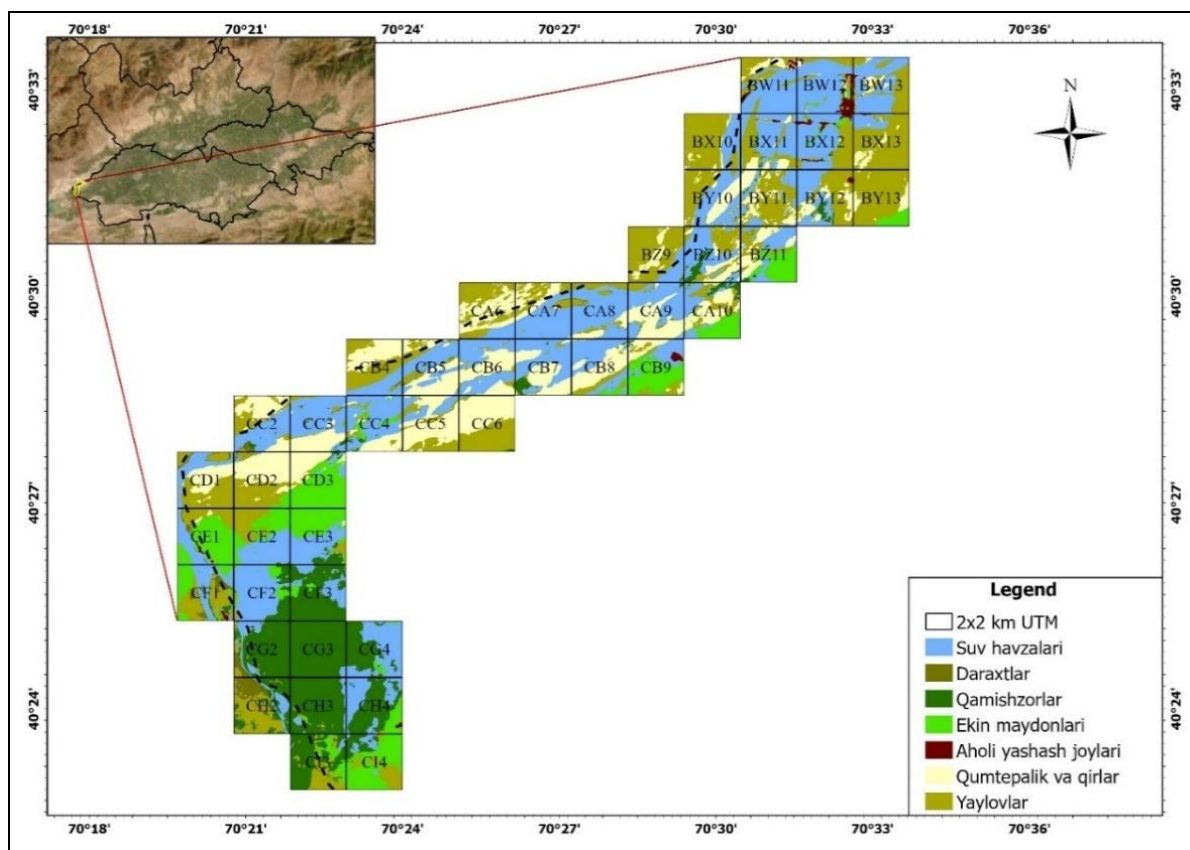 70°18' 70°21' 70°24' 70°27' 70°30' 70°33' 70°36'
40°33' 40°33'
N
BW11 BW12 BW13
BX10 BX11 BX12 BX13
BY10 BY11 BY12 BY13
BZ9 BZ10 BZ11
40°30' 40°30'
CA6 CA7 CA8 CA9 CA10
CB4 CB5 CB6 CB7 CB8 CB9
CC2 CC3 CC4 CC5 CC6
CD1 CD2 CD3
40°27' 40°27'
CE1 CE2 CE3
CF1 CF2 CF3
CG2 CG3 CG4
CH2 CH3 CH4
40°24' 40°24'
CI3 CI4
Legend
2x2 km UTM
Suv havzalari
Daraxtlar
Qamishzorlar
Ekin maydonlari
Aholi yashash joylari
Qumtepalik va qirlar
Yaylovlar
70°18' 70°21' 70°24' 70°27' 70°30' 70°33' 70°36'